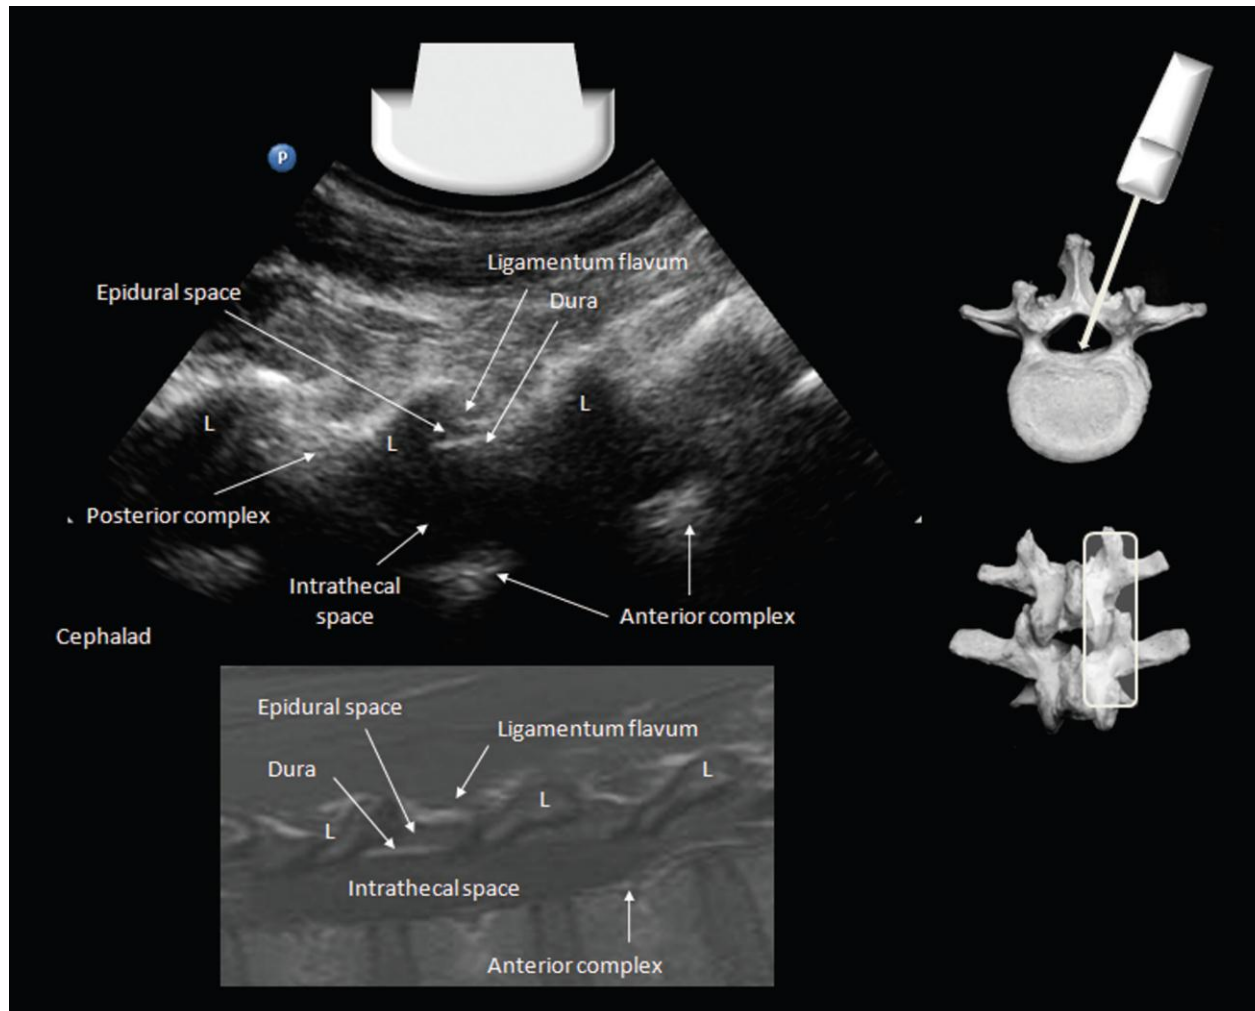 P
Ligamentum flavum
Epidural space
Dura
L
L
L
Posterior complex
Intrathecal
space
Anterior complex
Cephalad
Epidural space
Ligamentum flavum
Dura
L
L
L
Intrathecal space
Anterior complex